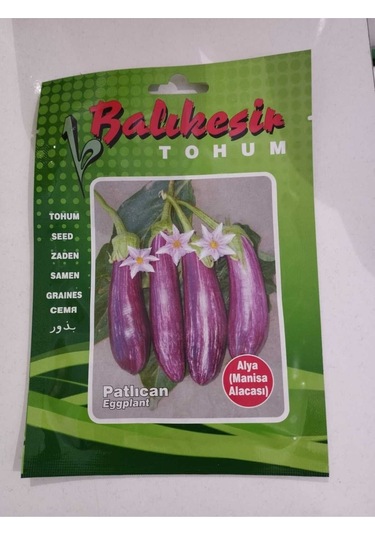 Balıkesir
TOHUM
TOHUM
SEED
ZADEN
SAMEN
GRAINES
СЕМЯ
بذور
Patlıcan
Eggplant
Alya
(Manisa
Alacası)